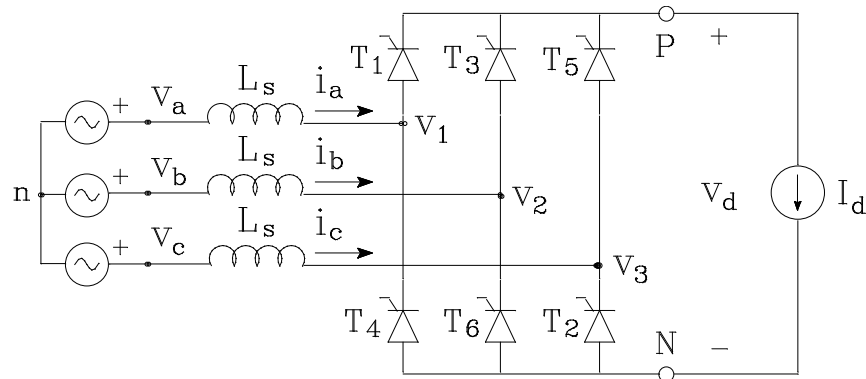 T1 T3 T5 P +
+ va Ls ia v1
n + vb Ls ib v2 vd Id
+ vc Ls ic v3
T4 T6 T2 N -